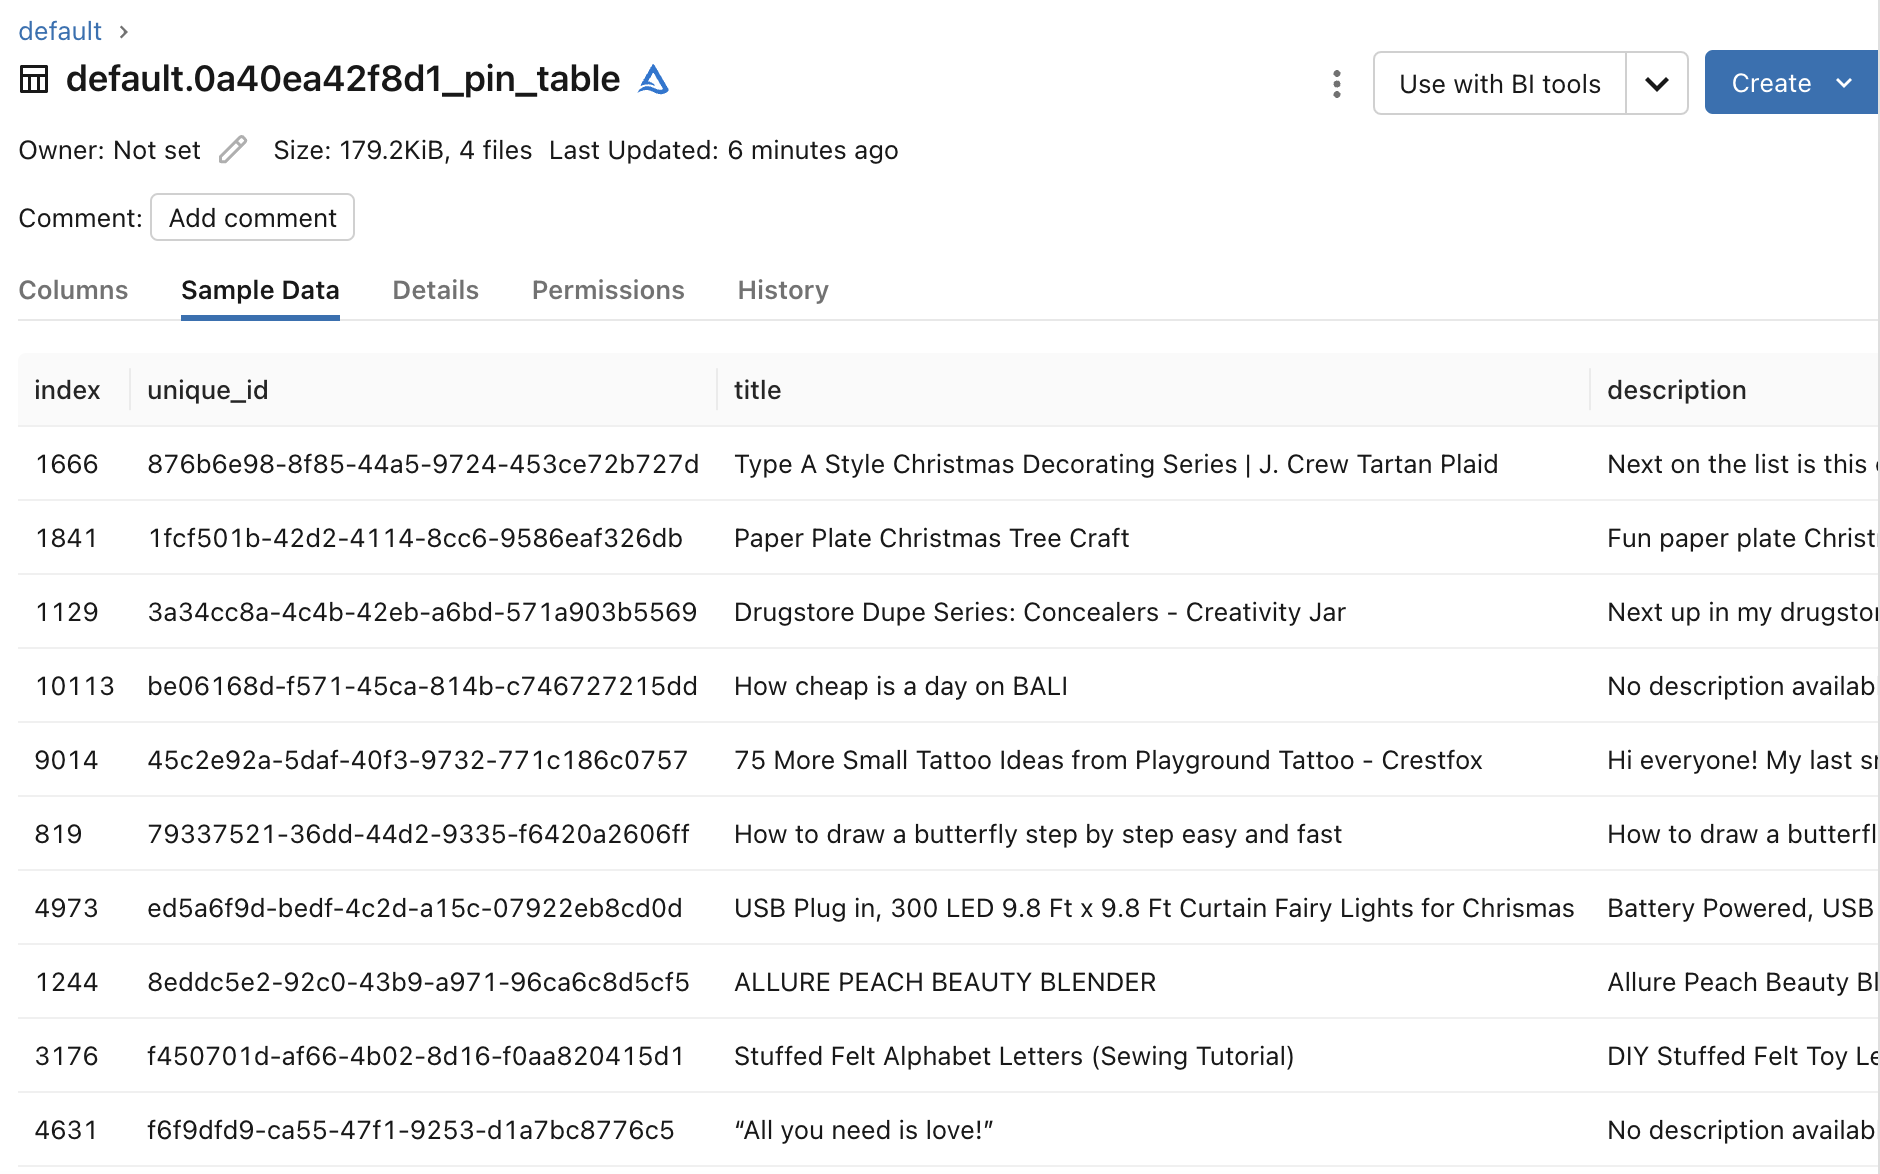 default >
default.0a40ea42f8d1_pin_table
Use with BI tools
Create
Owner: Not set Size: 179.2KiB, 4 files Last Updated: 6 minutes ago
Comment: Add comment
Columns Sample Data Details Permissions History
index unique_id title description
1666 876b6e98-8f85-44a5-9724-453ce72b727d Type A Style Christmas Decorating Series | J. Crew Tartan Plaid Next on the list is this
1841 1fcf501b-42d2-4114-8cc6-9586eaf326db Paper Plate Christmas Tree Craft Fun paper plate Christ
1129 3a34cc8a-4c4b-42eb-a6bd-571a903b5569 Drugstore Dupe Series: Concealers - Creativity Jar Next up in my drugstor
10113 be06168d-f571-45ca-814b-c746727215dd How cheap is a day on BALI No description availab
9014 45c2e92a-5daf-40f3-9732-771c186c0757 75 More Small Tattoo Ideas from Playground Tattoo - Crestfox Hi everyone! My last
819 79337521-36dd-44d2-9335-f6420a2606ff How to draw a butterfly step by step easy and fast How to draw a butterfl
4973 ed5a6f9d-bedf-4c2d-a15c-07922eb8cd0d USB Plug in, 300 LED 9.8 Ft x 9.8 Ft Curtain Fairy Lights for Chrismas Battery Powered, USB
1244 8eddc5e2-92c0-43b9-a971-96ca6c8d5cf5 ALLURE PEACH BEAUTY BLENDER Allure Peach Beauty Bl
3176 f450701d-af66-4b02-8d16-f0aa820415d1 Stuffed Felt Alphabet Letters (Sewing Tutorial) DIY Stuffed Felt Toy Le
4631 f6f9dfd9-ca55-47f1-9253-d1a7bc8776c5 “All you need is love!” No description availab